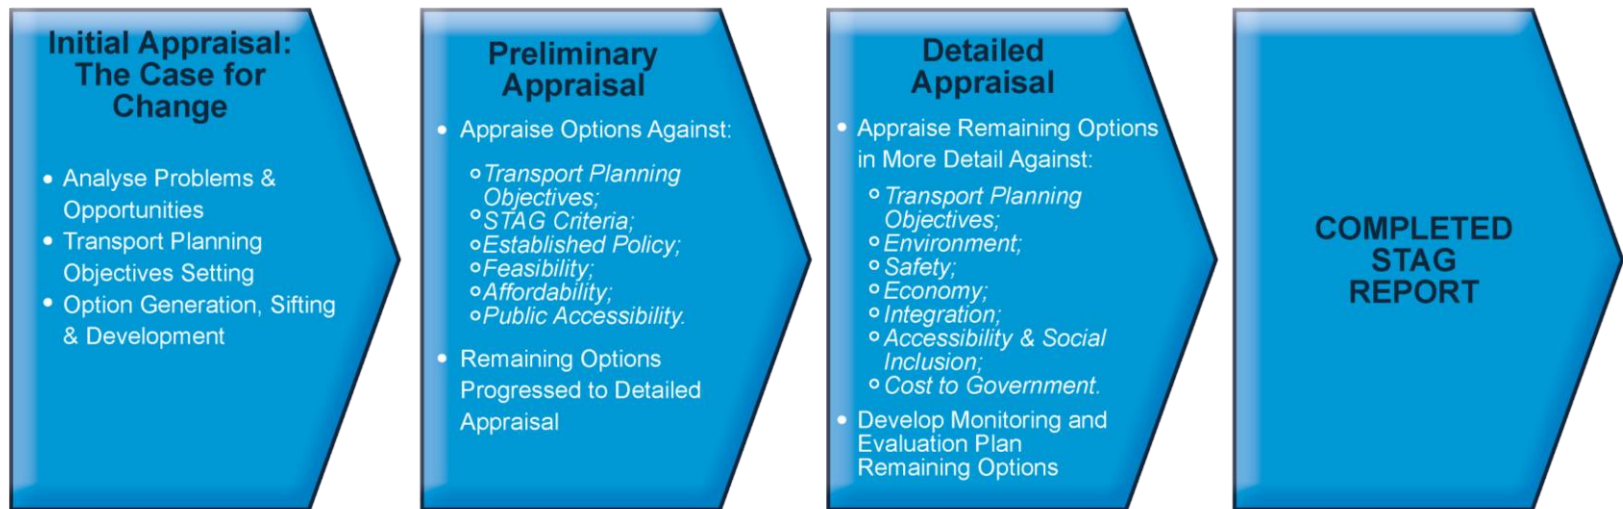 Initial Appraisal:
The Case for
Change
• Analyse Problems &
Opportunities
• Transport Planning
Objectives Setting
• Option Generation, Sifting
& Development
Preliminary
Appraisal
• Appraise Options Against:
○ Transport Planning
Objectives;
○ STAG Criteria;
○ Established Policy;
○ Feasibility;
○ Affordability;
○ Public Accessibility.
• Remaining Options
Progressed to Detailed
Appraisal
Detailed
Appraisal
• Appraise Remaining Options
in More Detail Against:
○ Transport Planning
Objectives;
○ Environment;
○ Safety;
○ Economy;
○ Integration;
○ Accessibility & Social
Inclusion;
○ Cost to Government.
• Develop Monitoring and
Evaluation Plan
Remaining Options
COMPLETED
STAG
REPORT